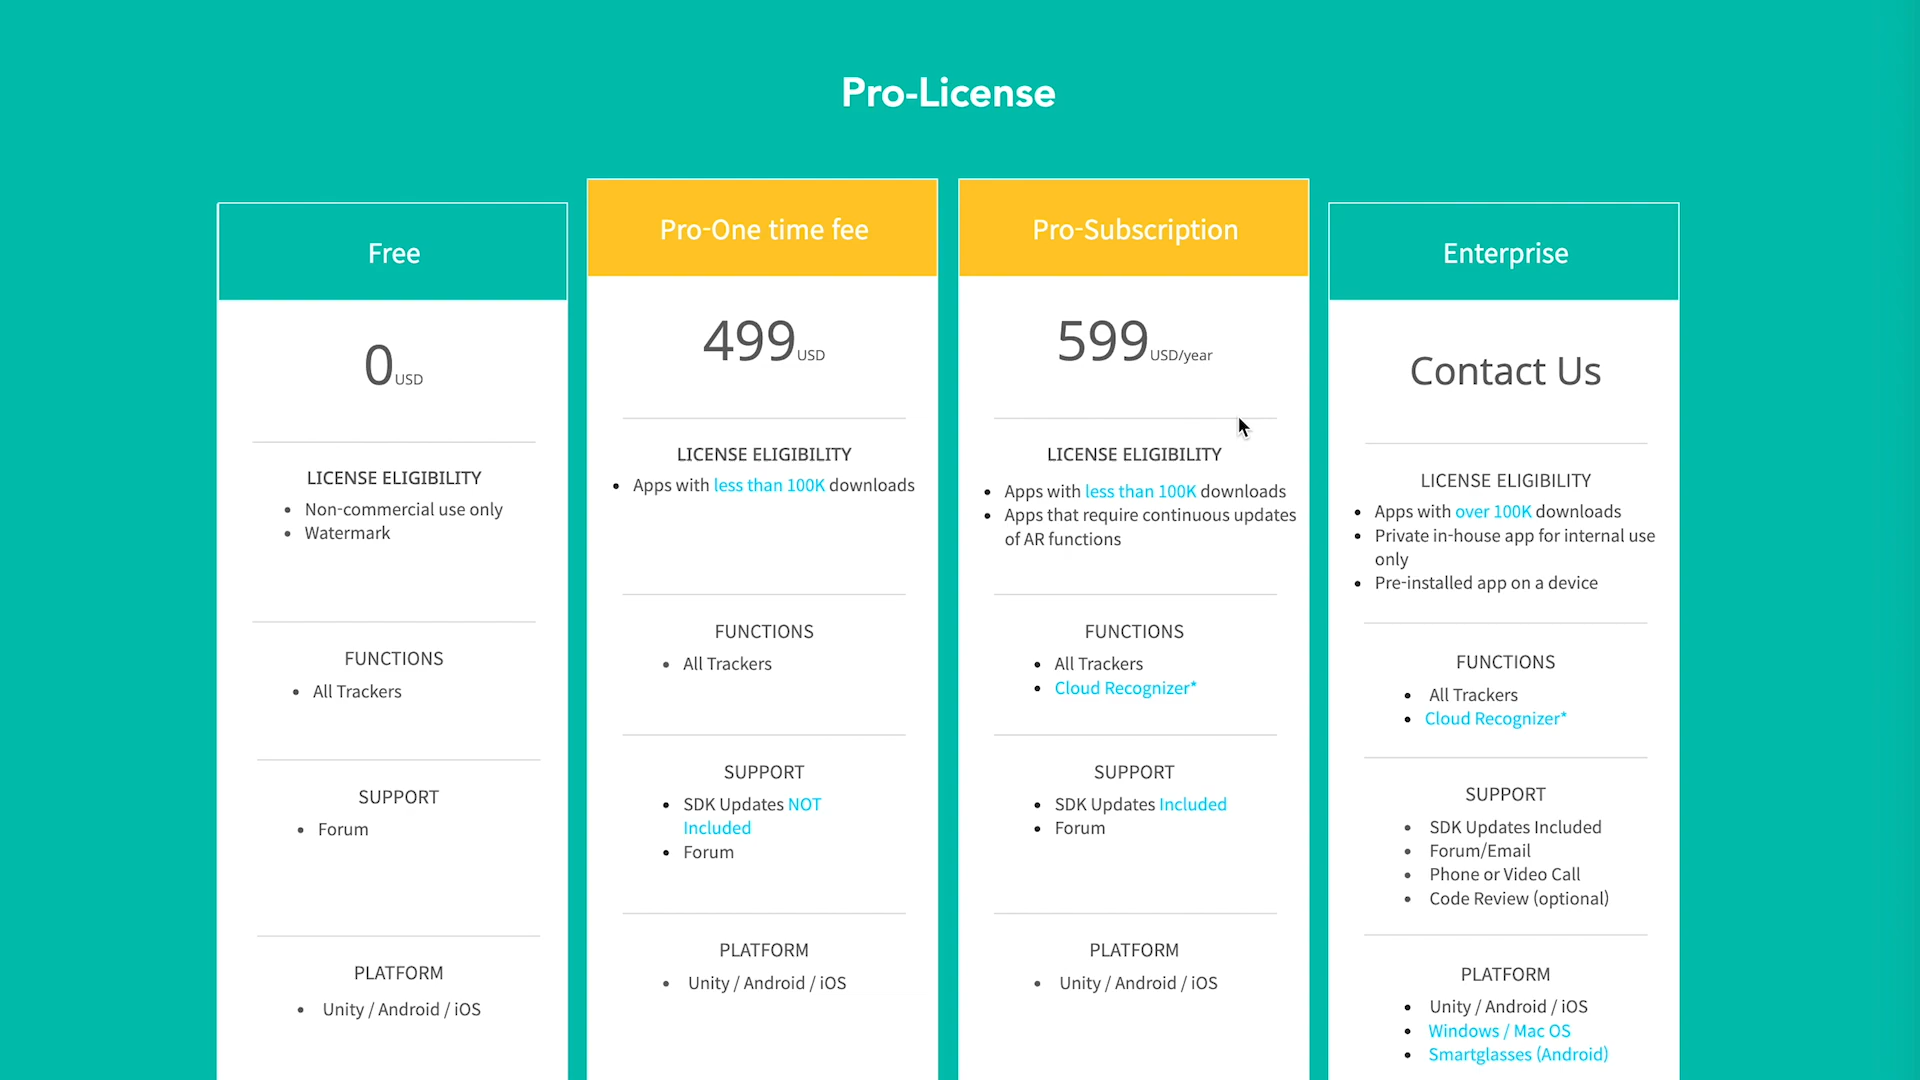 Pro-License
Free
0 USD
LICENSE ELIGIBILITY
• Non-commercial use only
• Watermark
FUNCTIONS
• All Trackers
SUPPORT
• Forum
PLATFORM
• Unity / Android / iOS
Pro-One time fee
499 USD
LICENSE ELIGIBILITY
• Apps with less than 100K downloads
FUNCTIONS
• All Trackers
SUPPORT
• SDK Updates NOT
Included
• Forum
PLATFORM
• Unity / Android / iOS
Pro-Subscription
599 USD/year
LICENSE ELIGIBILITY
• Apps with less than 100K downloads
• Apps that require continuous updates
of AR functions
FUNCTIONS
• All Trackers
• Cloud Recognizer*
SUPPORT
• SDK Updates Included
• Forum
PLATFORM
• Unity / Android / iOS
Enterprise
Contact Us
LICENSE ELIGIBILITY
• Apps with over 100K downloads
• Private in-house app for internal use
only
• Pre-installed app on a device
FUNCTIONS
• All Trackers
• Cloud Recognizer*
SUPPORT
• SDK Updates Included
• Forum/Email
• Phone or Video Call
• Code Review (optional)
PLATFORM
• Unity / Android / iOS
• Windows / Mac OS
• Smartglasses (Android)